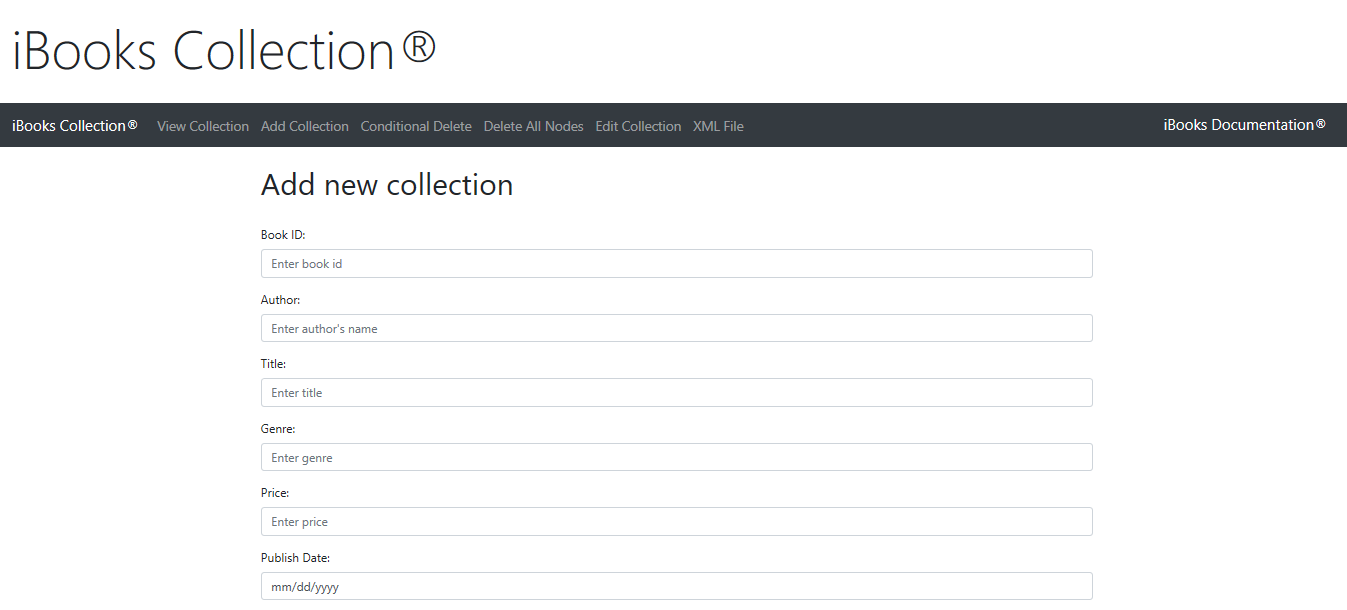 iBooks Collection®
iBooks Collection® View Collection Add Collection Conditional Delete Delete All Nodes Edit Collection XML File iBooks Documentation®
Add new collection
Book ID:
Enter book id
Author:
Enter author's name
Title:
Enter title
Genre:
Enter genre
Price:
Enter price
Publish Date:
mm/dd/yyyy